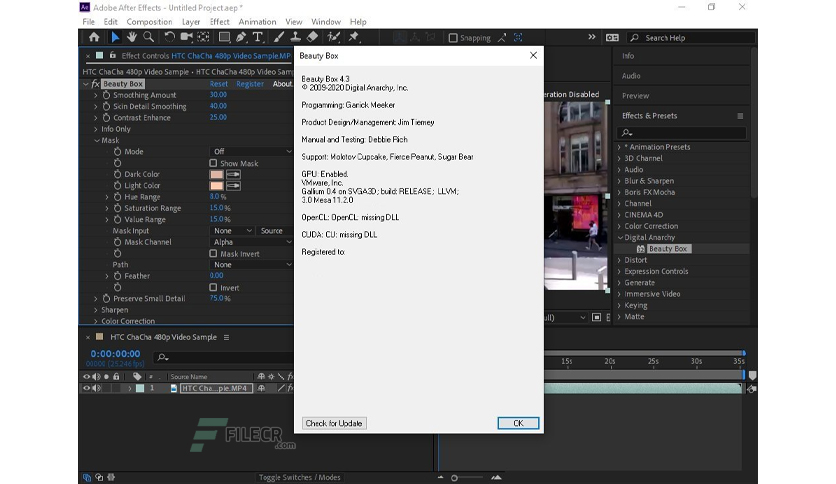 Adobe After Effects - Untitled Project.aep *
File Edit Composition Layer Effect Animation View Window Help
Snapping
Search Help
Effect Controls HTC ChaCha 480p Video Sample.MP
HTC ChaCha 480p Video Sample • HTC ChaCha 480p Video Sam
fx Beauty Box Reset Register About
Smoothing Amount 30.00
Skin Detail Smoothing 40.00
Contrast Enhance 25.00
Info Only
Mask
Mode Off
Show Mask
Dark Color
Light Color
Hue Range 8.0%
Saturation Range 15.0%
Value Range 15.0%
Mask Input None Source
Mask Channel Alpha
Mask Invert
Path None
Feather 0.00
Invert
Preserve Small Detail 75.0%
Sharpen
Color Correction
Beauty Box
Beauty Box 4.3
© 2009-2020 Digital Anarchy, Inc.
Programming: Garick Meeker
Product Design/Management: Jim Tierney
Manual and Testing: Debbie Rich
Support: Molotov Cupcake, Fierce Peanut, Sugar Bear
GPU: Enabled.
VMware, Inc.
Gallium 0.4 on SVGA3D; build: RELEASE; LLVM;
3.0 Mesa 11.2.0
OpenCL: OpenCL: missing DLL
CUDA: CU: missing DLL
Registered to:
Check for Update
OK
eration Disabled
ull)
Info
Audio
Preview
Effects & Presets
* Animation Presets
3D Channel
Audio
Blur & Sharpen
Boris FX Mocha
Channel
CINEMA 4D
Color Correction
Digital Anarchy
Beauty Box
Distort
Expression Controls
Generate
Immersive Video
Keying
Matte
HTC ChaCha 480p Video Sample
0:00:00:00
# Source Name
1 HTC Cha...ple.MP4
15s 20s 25s 30s 35s
FILECR
.com
Toggle Switches / Modes